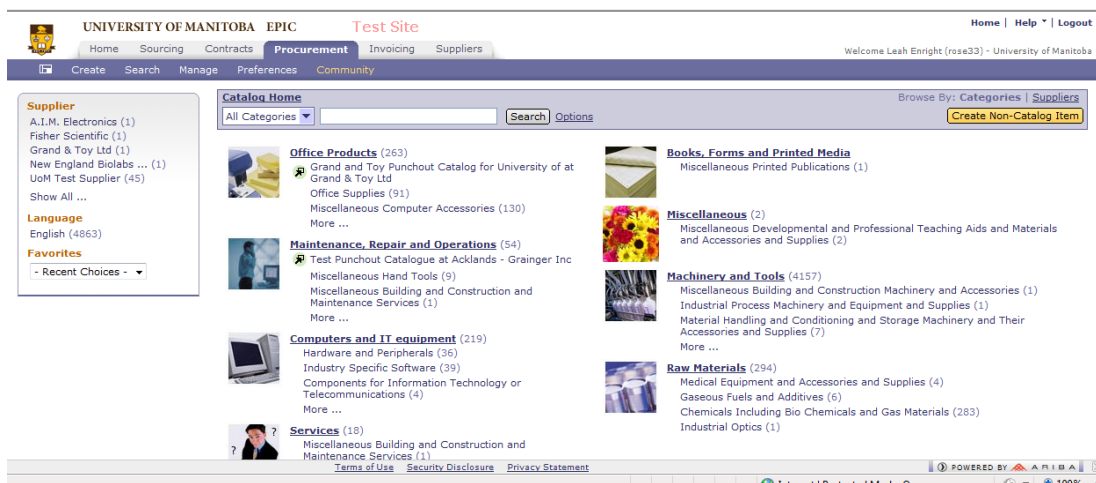 UNIVERSITY OF MANITOBA EPIC Test Site
Home | Help | Logout
Home Sourcing Contracts Procurement Invoicing Suppliers
Welcome Leah Enright (rose33) - University of Manitoba
Create Search Manage Preferences Community
Supplier
A.I.M. Electronics (1)
Fisher Scientific (1)
Grand & Toy Ltd (1)
New England Biolabs ... (1)
UoM Test Supplier (45)
Show All ...
Language
English (4863)
Favorites
- Recent Choices -
Catalog Home
Browse By: Categories | Suppliers
All Categories Search Options
Create Non-Catalog Item
Office Products (263)
Grand and Toy Punchout Catalog for University of at
Grand & Toy Ltd
Office Supplies (91)
Miscellaneous Computer Accessories (130)
More ...
Maintenance, Repair and Operations (54)
Test Punchout Catalogue at Acklands - Grainger Inc
Miscellaneous Hand Tools (9)
Miscellaneous Building and Construction and
Maintenance Services (1)
More ...
Computers and IT equipment (219)
Hardware and Peripherals (36)
Industry Specific Software (39)
Components for Information Technology or
Telecommunications (4)
More ...
Services (18)
Miscellaneous Building and Construction and
Maintenance Services (1)
Books, Forms and Printed Media
Miscellaneous Printed Publications (1)
Miscellaneous (2)
Miscellaneous Developmental and Professional Teaching Aids and Materials
and Accessories and Supplies (2)
Machinery and Tools (4157)
Miscellaneous Building and Construction Machinery and Accessories (1)
Industrial Process Machinery and Equipment and Supplies (1)
Material Handling and Conditioning and Storage Machinery and Their
Accessories and Supplies (7)
More ...
Raw Materials (294)
Medical Equipment and Accessories and Supplies (4)
Gaseous Fuels and Additives (6)
Chemicals Including Bio Chemicals and Gas Materials (283)
Industrial Optics (1)
Terms of Use Security Disclosure Privacy Statement
POWERED BY ARIBA
100%